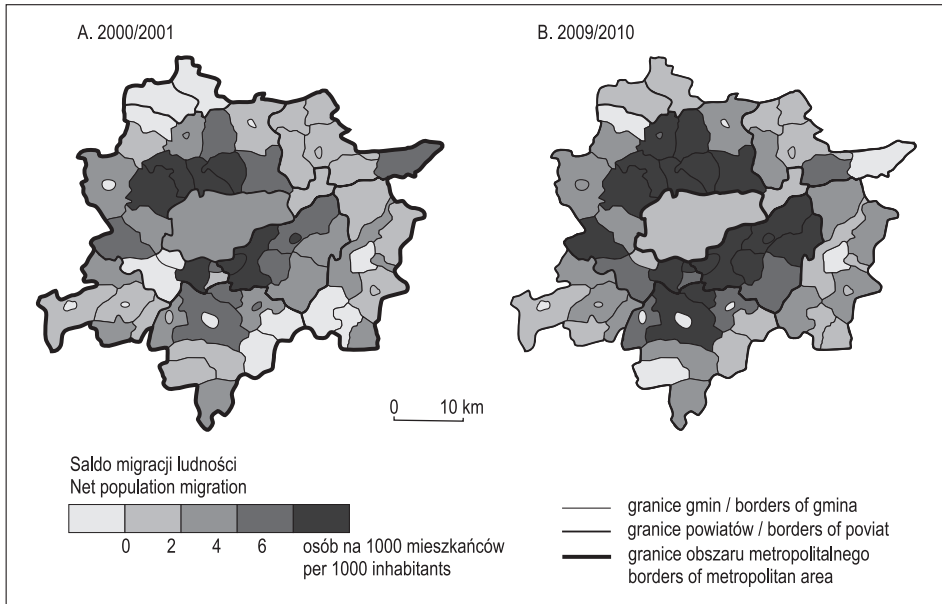 A. 2000/2001
B. 2009/2010
0 10 km
Saldo migracji ludności
Net population migration
0 2 4 6 osób na 1000 mieszkańców
per 1000 inhabitants
granice gmin / borders of gmina
granice powiatów / borders of poviat
granice obszaru metropolitalnego
borders of metropolitan area